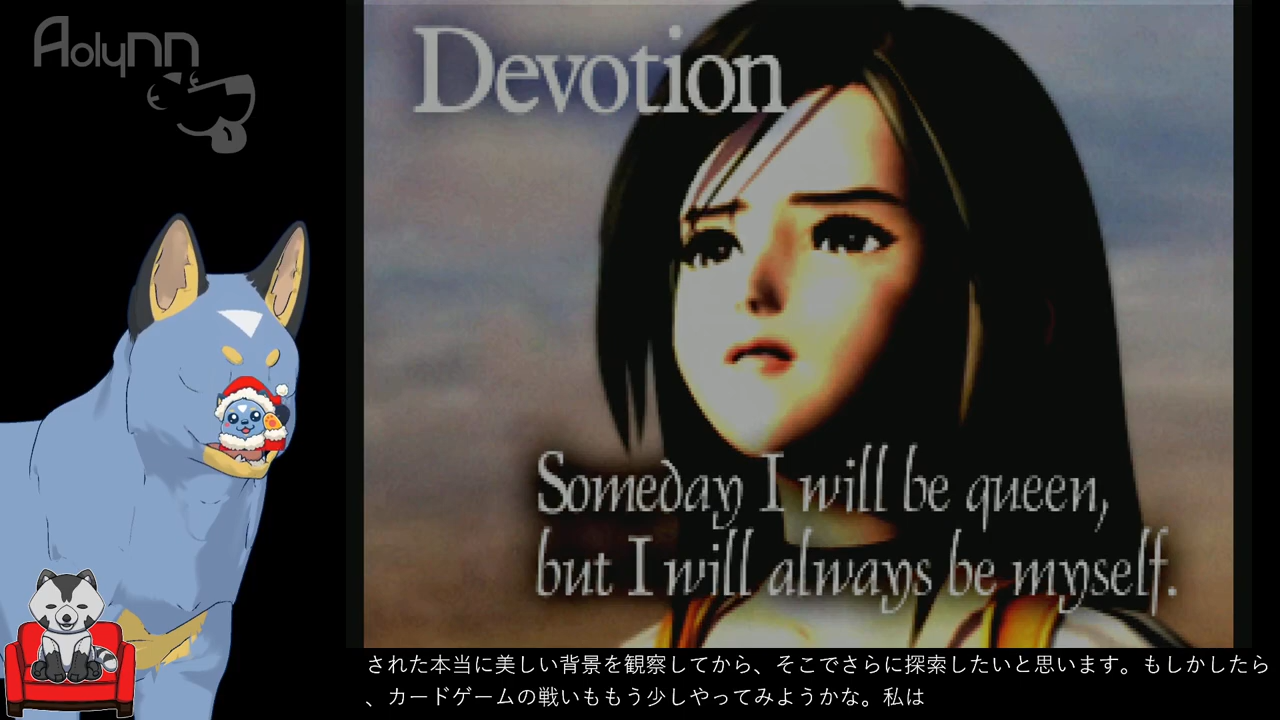 Aolynn
Devotion
Someday I will be queen,
but I will always be myself.
された本当に美しい背景を観察してから、そこでさらに探索したいと思います。もしかしたら
、カードゲームの戦いももう少しやってみようかな。私は